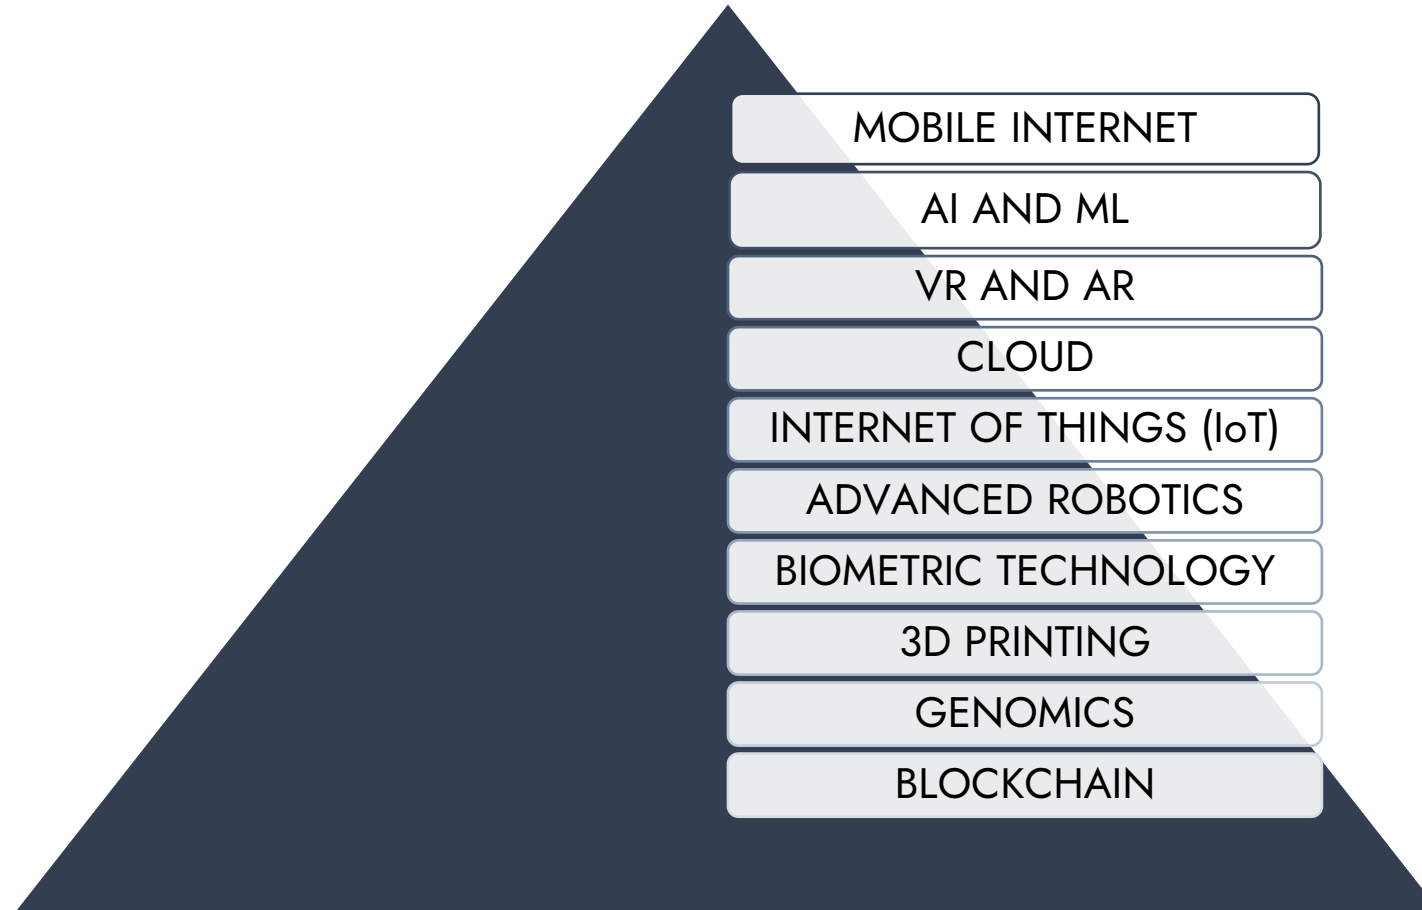 MOBILE INTERNET
AI AND ML
VR AND AR
CLOUD
INTERNET OF THINGS (IoT)
ADVANCED ROBOTICS
BIOMETRIC TECHNOLOGY
3D PRINTING
GENOMICS
BLOCKCHAIN